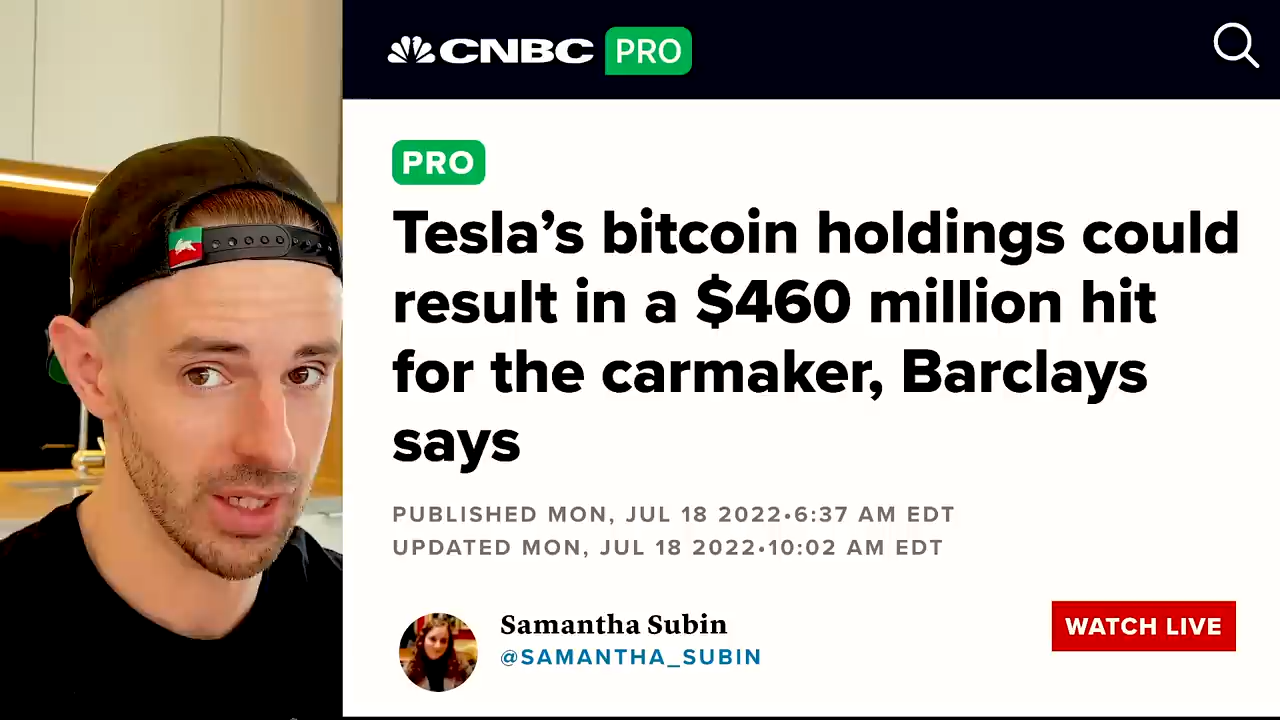 CNBC PRO
PRO
Tesla’s bitcoin holdings could
result in a $460 million hit
for the carmaker, Barclays
says
PUBLISHED MON, JUL 18 2022•6:37 AM EDT
UPDATED MON, JUL 18 2022•10:02 AM EDT
Samantha Subin
@SAMANTHA_SUBIN
WATCH LIVE